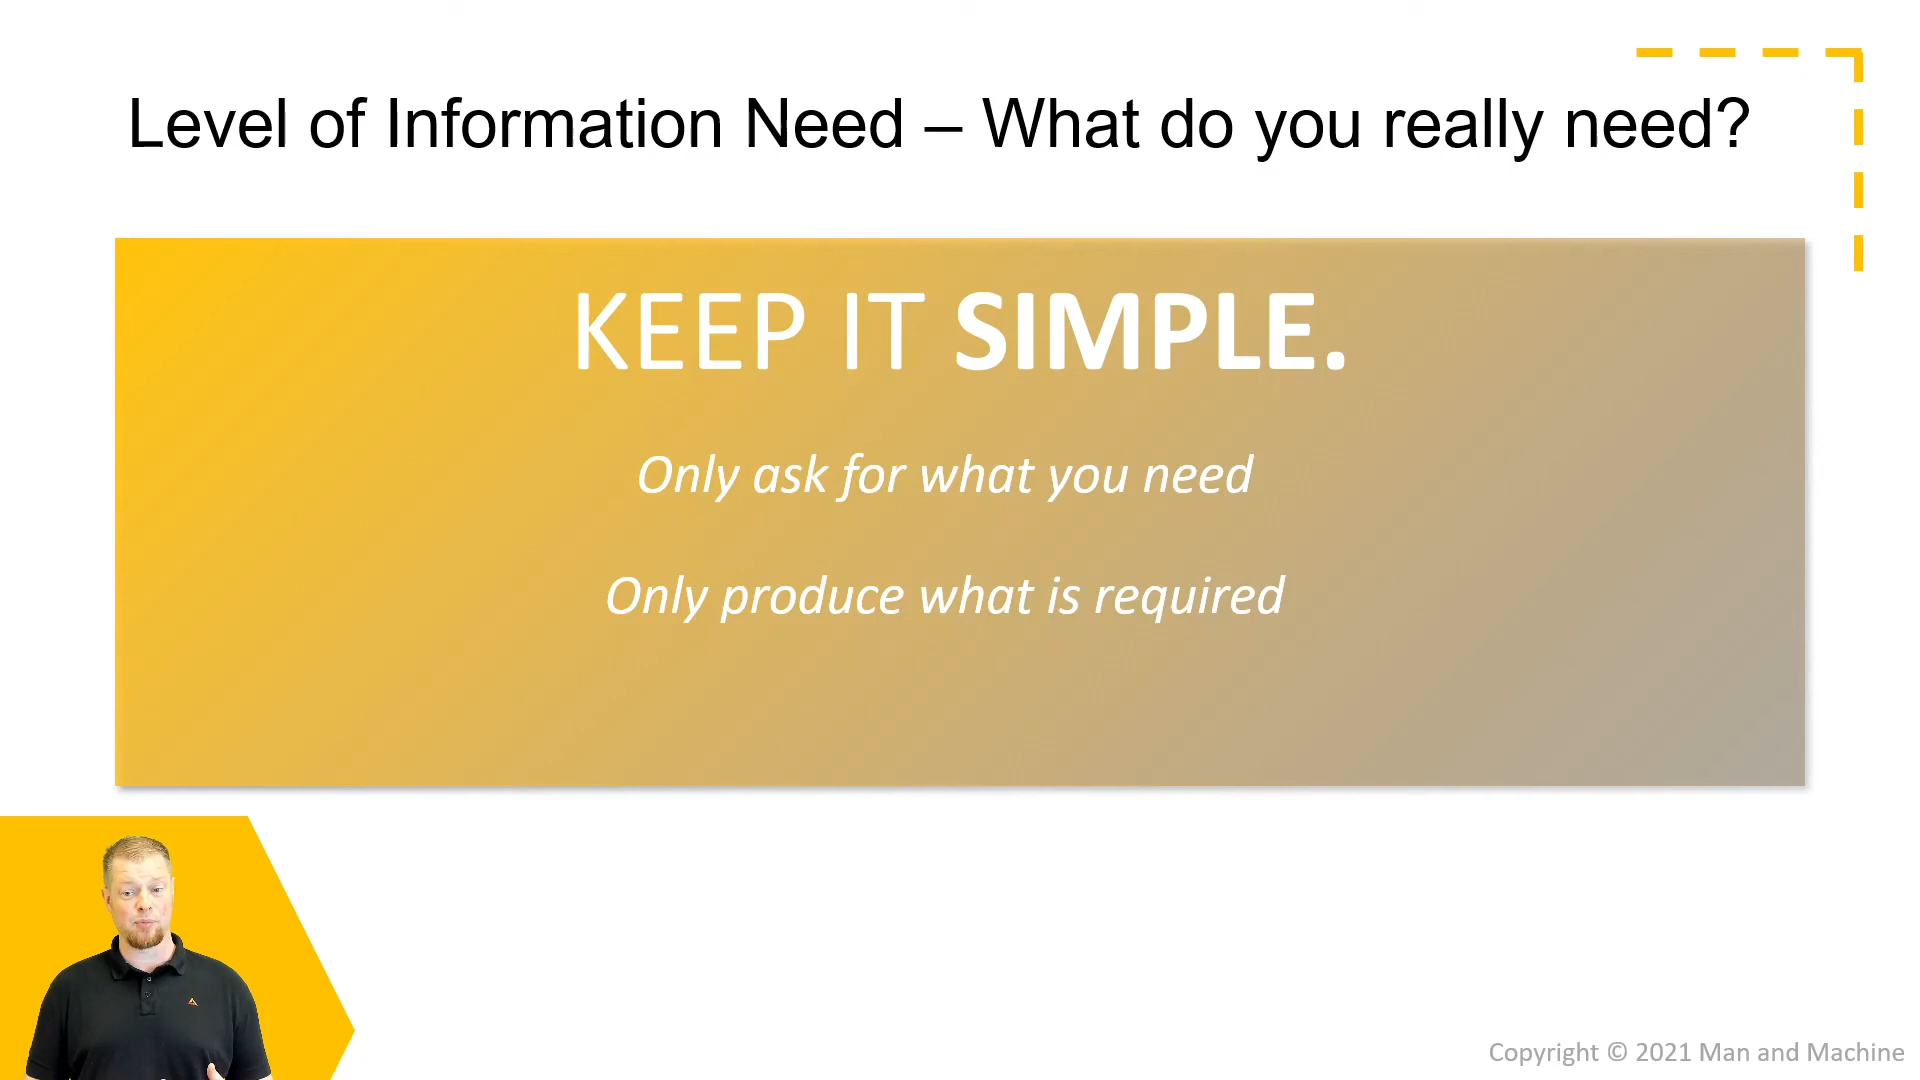 Level of Information Need – What do you really need?
KEEP IT SIMPLE.
Only ask for what you need
Only produce what is required
Copyright © 2021 Man and Machine